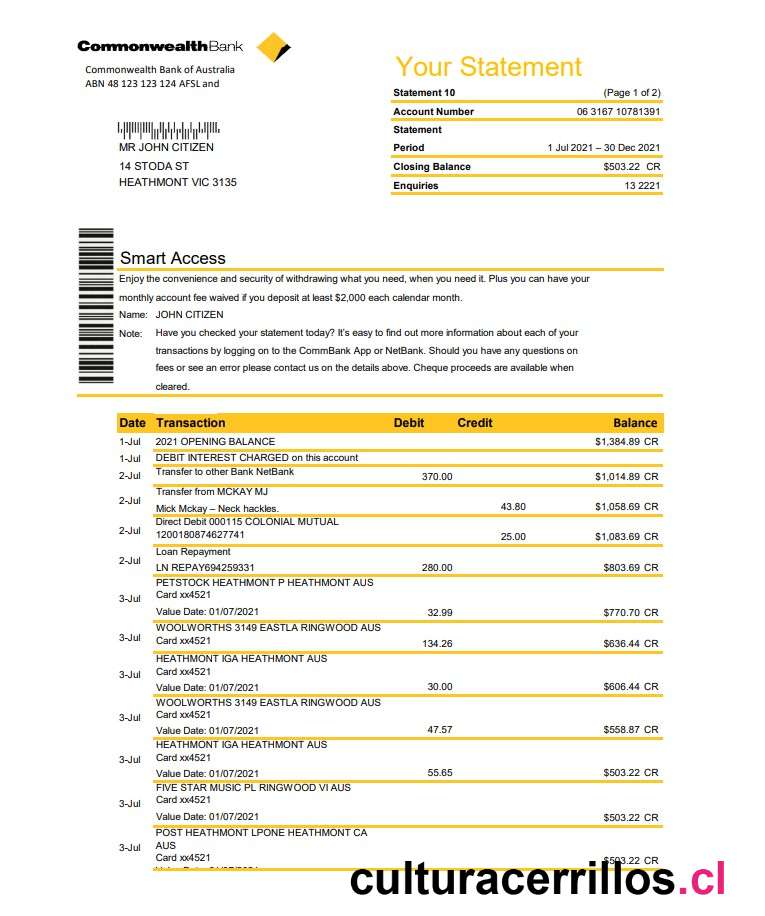 CommonwealthBank
Commonwealth Bank of Australia
ABN 48 123 123 124 AFSL and
MR JOHN CITIZEN
14 STODA ST
HEATHMONT VIC 3135
Your Statement
Statement 10 (Page 1 of 2)
Account Number 06 3167 10781391
Statement
Period 1 Jul 2021 – 30 Dec 2021
Closing Balance $503.22 CR
Enquiries 13 2221
Smart Access
Enjoy the convenience and security of withdrawing what you need, when you need it. Plus you can have your
monthly account fee waived if you deposit at least $2,000 each calendar month.
Name: JOHN CITIZEN
Note: Have you checked your statement today? It's easy to find out more information about each of your
transactions by logging on to the CommBank App or NetBank. Should you have any questions on
fees or see an error please contact us on the details above. Cheque proceeds are available when
cleared.
Date Transaction Debit Credit Balance
1-Jul 2021 OPENING BALANCE $1,384.89 CR
1-Jul DEBIT INTEREST CHARGED on this account
2-Jul Transfer to other Bank NetBank 370.00 $1,014.89 CR
2-Jul Transfer from MCKAY MJ
Mick Mckay – Neck hackles. 43.80 $1,058.69 CR
2-Jul Direct Debit 000115 COLONIAL MUTUAL
1200180874627741 25.00 $1,083.69 CR
2-Jul Loan Repayment
LN REPAY694259331 280.00 $803.69 CR
3-Jul PETSTOCK HEATHMONT P HEATHMONT AUS
Card xx4521
Value Date: 01/07/2021 32.99 $770.70 CR
3-Jul WOOLWORTHS 3149 EASTLA RINGWOOD AUS
Card xx4521 134.26 $636.44 CR
3-Jul HEATHMONT IGA HEATHMONT AUS
Card xx4521
Value Date: 01/07/2021 30.00 $606.44 CR
3-Jul WOOLWORTHS 3149 EASTLA RINGWOOD AUS
Card xx4521
Value Date: 01/07/2021 47.57 $558.87 CR
3-Jul HEATHMONT IGA HEATHMONT AUS
Card xx4521
Value Date: 01/07/2021 55.65 $503.22 CR
3-Jul FIVE STAR MUSIC PL RINGWOOD VI AUS
Card xx4521
Value Date: 01/07/2021 $503.22 CR
3-Jul POST HEATHMONT LPONE HEATHMONT CA
AUS
Card xx4521 $503.22 CR
culturacerrillos.cl